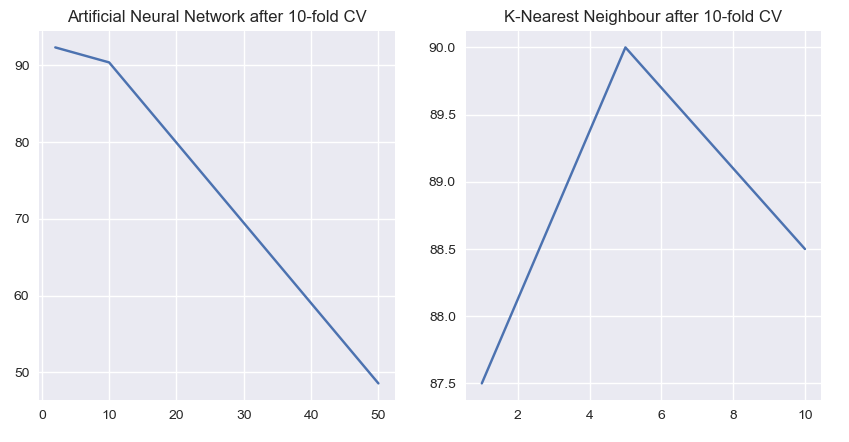 Artificial Neural Network after 10-fold CV
90
80
70
60
50
0 10 20 30 40 50
K-Nearest Neighbour after 10-fold CV
90.0
89.5
89.0
88.5
88.0
87.5
2 4 6 8 10